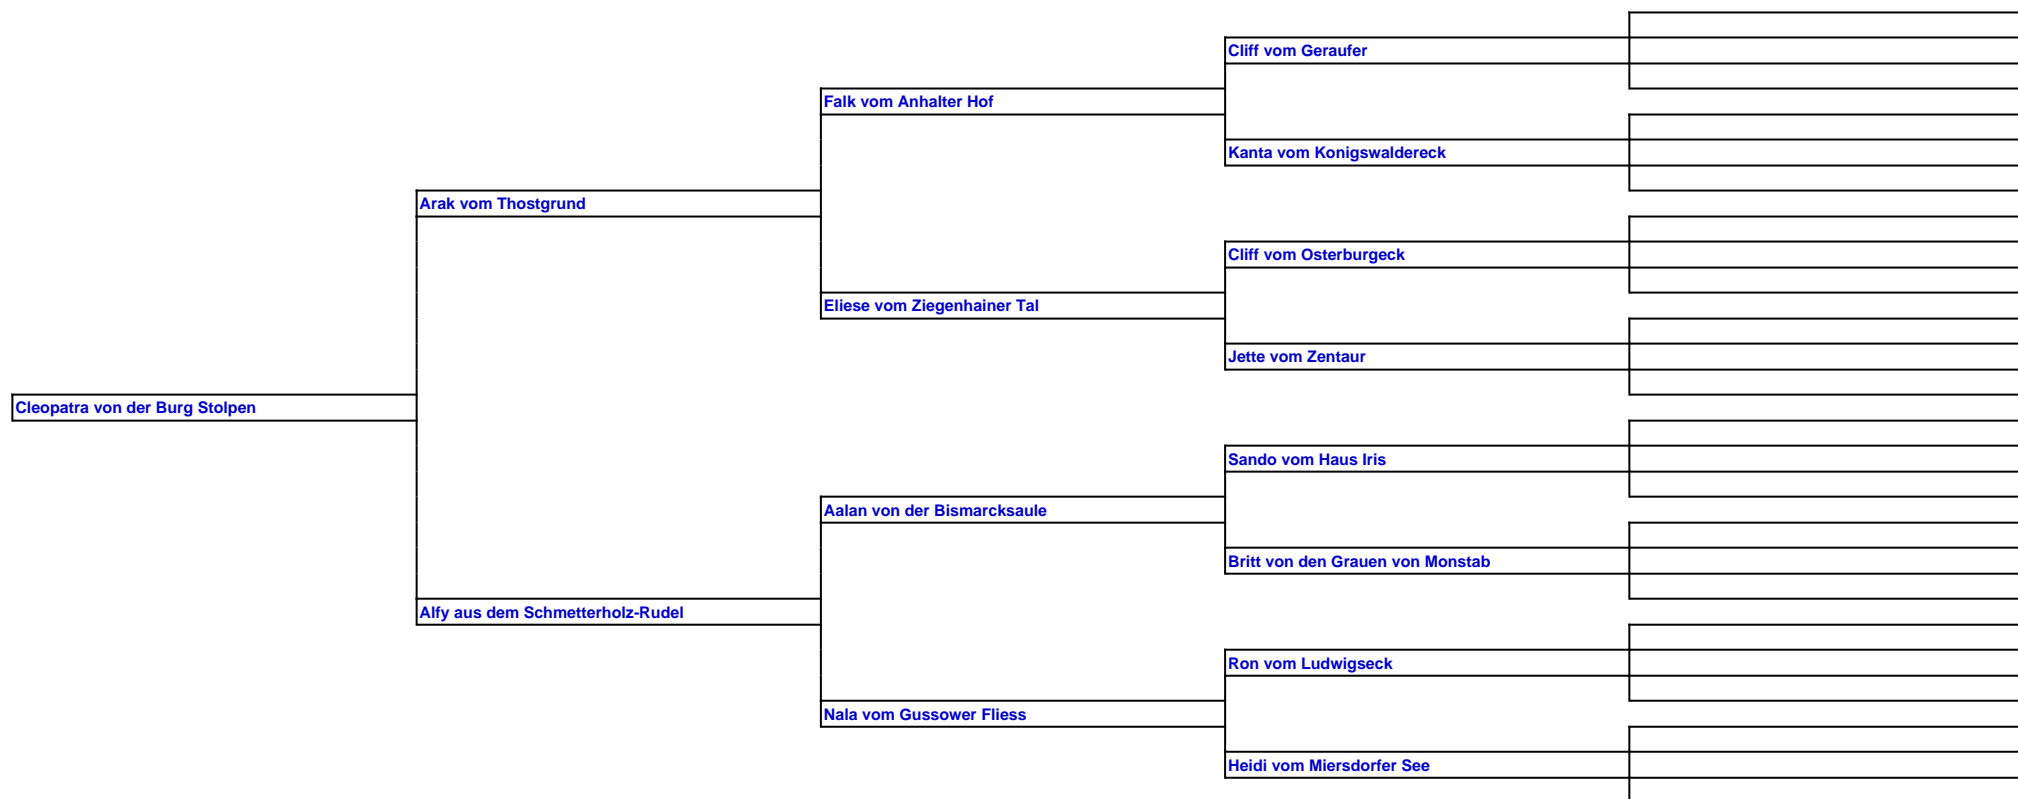 Cliff vom Geraufer
Falk vom Anhalter Hof
Kanta vom Konigswaldereck
Arak vom Thostgrund
Cliff vom Osterburgeck
Eliese vom Ziegenhainer Tal
Jette vom Zentaur
Cleopatra von der Burg Stolpen
Sando vom Haus Iris
Aalan von der Bismarcksaule
Britt von den Grauen von Monstab
Alfy aus dem Schmetterholz-Rudel
Ron vom Ludwigseck
Nala vom Gussower Fliess
Heidi vom Miersdorfer See